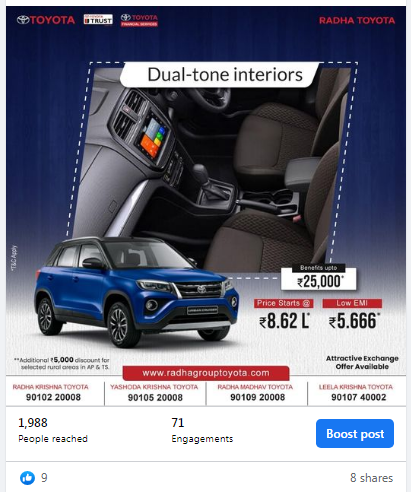 TOYOTA
TOYOTA
U TRUST
TOYOTA
FINANCIAL SERVICES
RADHA TOYOTA
Dual-tone interiors
*T&C Apply
Benefits upto
₹25,000*
Price Starts @
₹8.62 L*
Low EMI
₹5.666*
**Additional ₹5,000 discount for
selected rural areas in AP & TS.
Attractive Exchange
Offer Available
www.radhagrouptoyota.com
RADHA KRISHNA TOYOTA
90102 20008
YASHODA KRISHNA TOYOTA
90105 20008
RADHA MADHAV TOYOTA
90109 20008
LEELA KRISHNA TOYOTA
90107 40002
1,988
People reached
71
Engagements
Boost post
9
8 shares